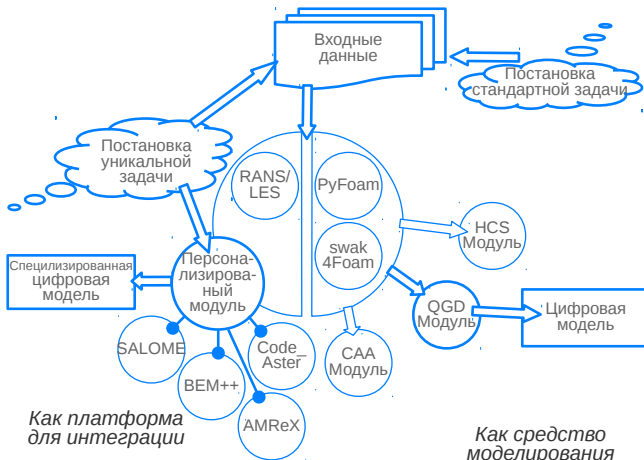 Входные
данные
Постановка
стандартной задачи
Постановка
уникальной
задачи
RANS/
LES
PyFoam
swak
4Foam
HCS
Модуль
Персона-
лизирова-
ный модуль
Специлизированная
цифровая
модель
QGD
Модуль
Цифровая
модель
SALOME
Code_
Aster
CAA
Модуль
BEM++
AMReX
Как платформа
для интеграции
Как средство
моделирования